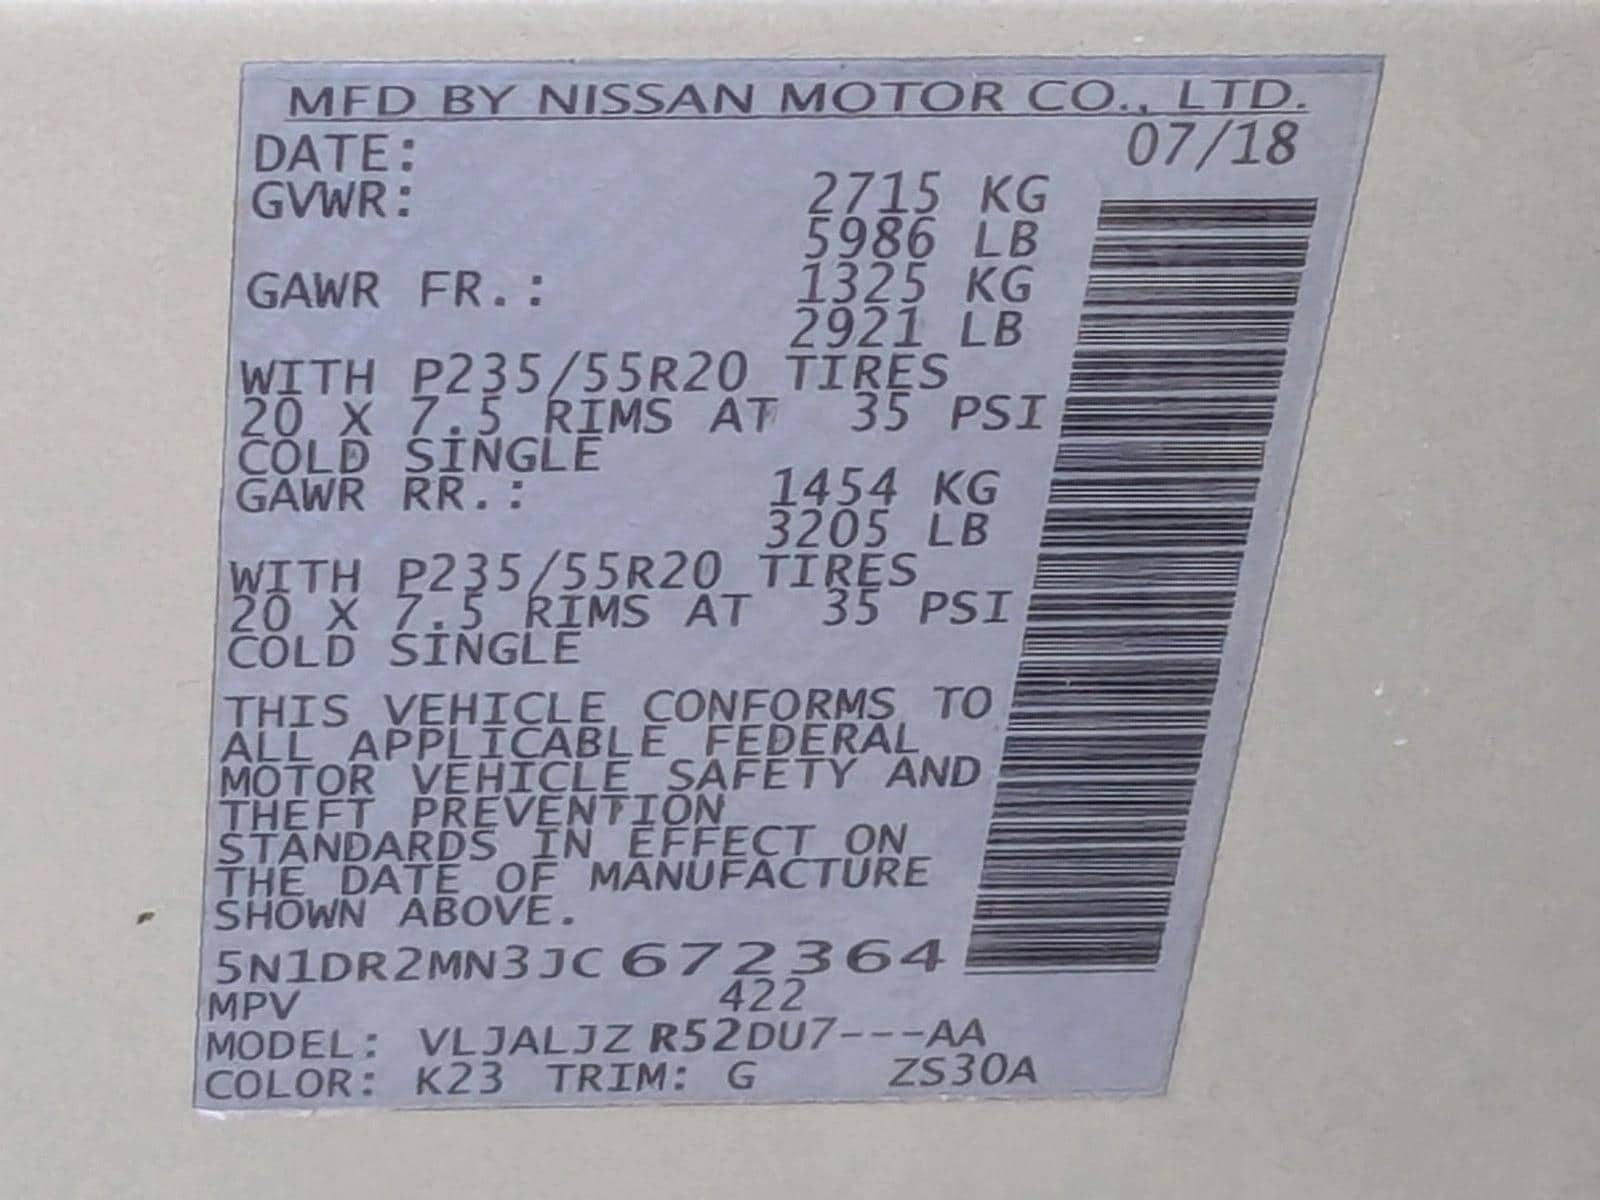 MFD BY NISSAN MOTOR CO., LTD.
DATE: 07/18
GVWR: 2715 KG
5986 LB
GAWR FR.: 1325 KG
2921 LB
WITH P235/55R20 TIRES
20 X 7.5 RIMS AT 35 PSI
COLD SINGLE
GAWR RR.: 1454 KG
3205 LB
WITH P235/55R20 TIRES
20 X 7.5 RIMS AT 35 PSI
COLD SINGLE
THIS VEHICLE CONFORMS TO
ALL APPLICABLE FEDERAL
MOTOR VEHICLE SAFETY AND
THEFT PREVENTION
STANDARDS IN EFFECT ON
THE DATE OF MANUFACTURE
SHOWN ABOVE.
5N1DR2MN3JC672364
MPV 422
MODEL: VLJALJZ R52DU7---AA
COLOR: K23 TRIM: G ZS30A